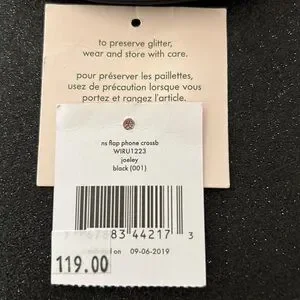 to preserve glitter,
wear and store with care.
pour préserver les paillettes,
usez de précaution lorsque vous
portez et rangez l'article.
ns flap phone crossb
WIRU1223
joeley
black (001)
83 44217 3
on 09-06-2019
119.00